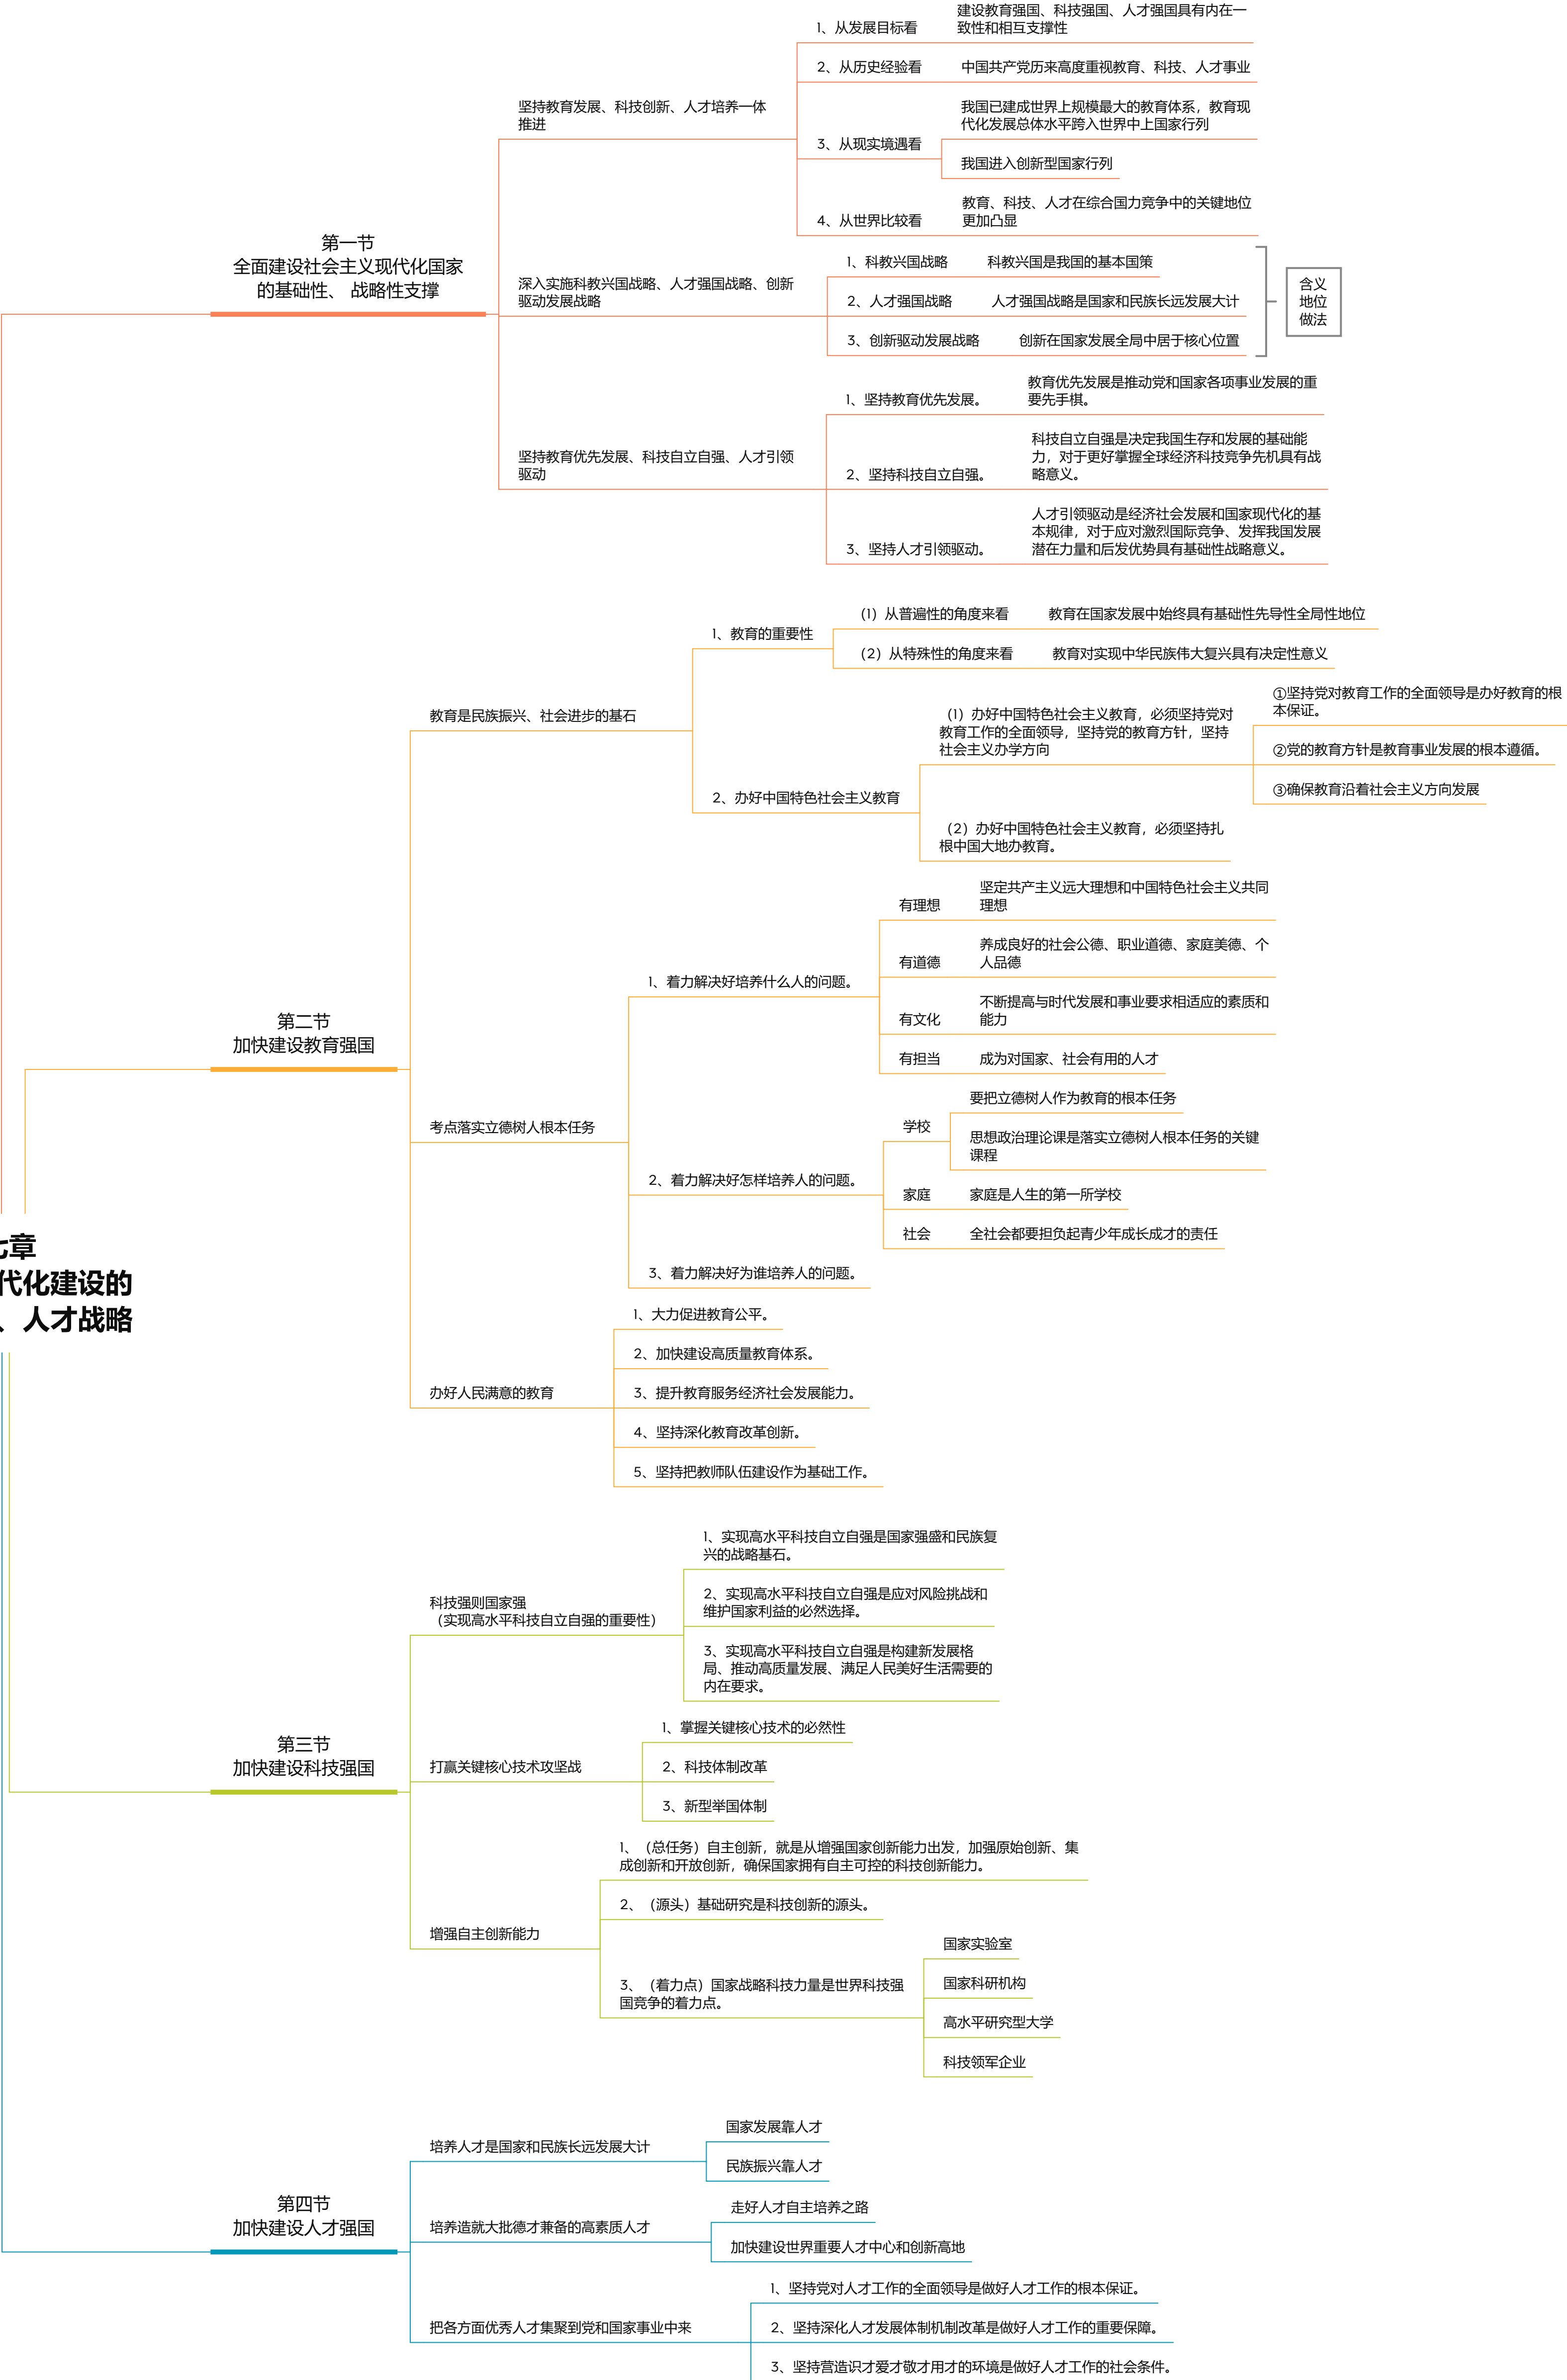 七章
代化建设的
、人才战略
第一节
全面建设社会主义现代化国家
的基础性、 战略性支撑
坚持教育发展、科技创新、人才培养一体
推进
1、从发展目标看
建设教育强国、科技强国、人才强国具有内在一
致性和相互支撑性
2、从历史经验看
中国共产党历来高度重视教育、科技、人才事业
3、从现实境遇看
我国已建成世界上规模最大的教育体系，教育现
代化发展总体水平跨入世界中上国家行列
我国进入创新型国家行列
4、从世界比较看
教育、科技、人才在综合国力竞争中的关键地位
更加凸显
深入实施科教兴国战略、人才强国战略、创新
驱动发展战略
1、科教兴国战略
科教兴国是我国的基本国策
2、人才强国战略
人才强国战略是国家和民族长远发展大计
3、创新驱动发展战略
创新在国家发展全局中居于核心位置
含义
地位
做法
坚持教育优先发展、科技自立自强、人才引领
驱动
1、坚持教育优先发展。
教育优先发展是推动党和国家各项事业发展的重
要先手棋。
2、坚持科技自立自强。
科技自立自强是决定我国生存和发展的基础能
力，对于更好掌握全球经济科技竞争先机具有战
略意义。
3、坚持人才引领驱动。
人才引领驱动是经济社会发展和国家现代化的基
本规律，对于应对激烈国际竞争、发挥我国发展
潜在力量和后发优势具有基础性战略意义。
第二节
加快建设教育强国
教育是民族振兴、社会进步的基石
1、教育的重要性
（1）从普遍性的角度来看
教育在国家发展中始终具有基础性先导性全局性地位
（2）从特殊性的角度来看
教育对实现中华民族伟大复兴具有决定性意义
2、办好中国特色社会主义教育
（1）办好中国特色社会主义教育，必须坚持党对
教育工作的全面领导，坚持党的教育方针，坚持
社会主义办学方向
①坚持党对教育工作的全面领导是办好教育的根
本保证。
②党的教育方针是教育事业发展的根本遵循。
③确保教育沿着社会主义方向发展
（2）办好中国特色社会主义教育，必须坚持扎
根中国大地办教育。
考点落实立德树人根本任务
1、着力解决好培养什么人的问题。
有理想
坚定共产主义远大理想和中国特色社会主义共同
理想
有道德
养成良好的社会公德、职业道德、家庭美德、个
人品德
有文化
不断提高与时代发展和事业要求相适应的素质和
能力
有担当
成为对国家、社会有用的人才
2、着力解决好怎样培养人的问题。
学校
要把立德树人作为教育的根本任务
思想政治理论课是落实立德树人根本任务的关键
课程
家庭
家庭是人生的第一所学校
社会
全社会都要担负起青少年成长成才的责任
3、着力解决好为谁培养人的问题。
办好人民满意的教育
1、大力促进教育公平。
2、加快建设高质量教育体系。
3、提升教育服务经济社会发展能力。
4、坚持深化教育改革创新。
5、坚持把教师队伍建设作为基础工作。
第三节
加快建设科技强国
科技强则国家强
（实现高水平科技自立自强的重要性）
1、实现高水平科技自立自强是国家强盛和民族复
兴的战略基石。
2、实现高水平科技自立自强是应对风险挑战和
维护国家利益的必然选择。
3、实现高水平科技自立自强是构建新发展格
局、推动高质量发展、满足人民美好生活需要的
内在要求。
打赢关键核心技术攻坚战
1、掌握关键核心技术的必然性
2、科技体制改革
3、新型举国体制
增强自主创新能力
1、（总任务）自主创新，就是从增强国家创新能力出发，加强原始创新、集
成创新和开放创新，确保国家拥有自主可控的科技创新能力。
2、（源头）基础研究是科技创新的源头。
3、（着力点）国家战略科技力量是世界科技强
国竞争的着力点。
国家实验室
国家科研机构
高水平研究型大学
科技领军企业
第四节
加快建设人才强国
培养人才是国家和民族长远发展大计
国家发展靠人才
民族振兴靠人才
培养造就大批德才兼备的高素质人才
走好人才自主培养之路
加快建设世界重要人才中心和创新高地
把各方面优秀人才集聚到党和国家事业中来
1、坚持党对人才工作的全面领导是做好人才工作的根本保证。
2、坚持深化人才发展体制机制改革是做好人才工作的重要保障。
3、坚持营造识才爱才敬才用才的环境是做好人才工作的社会条件。